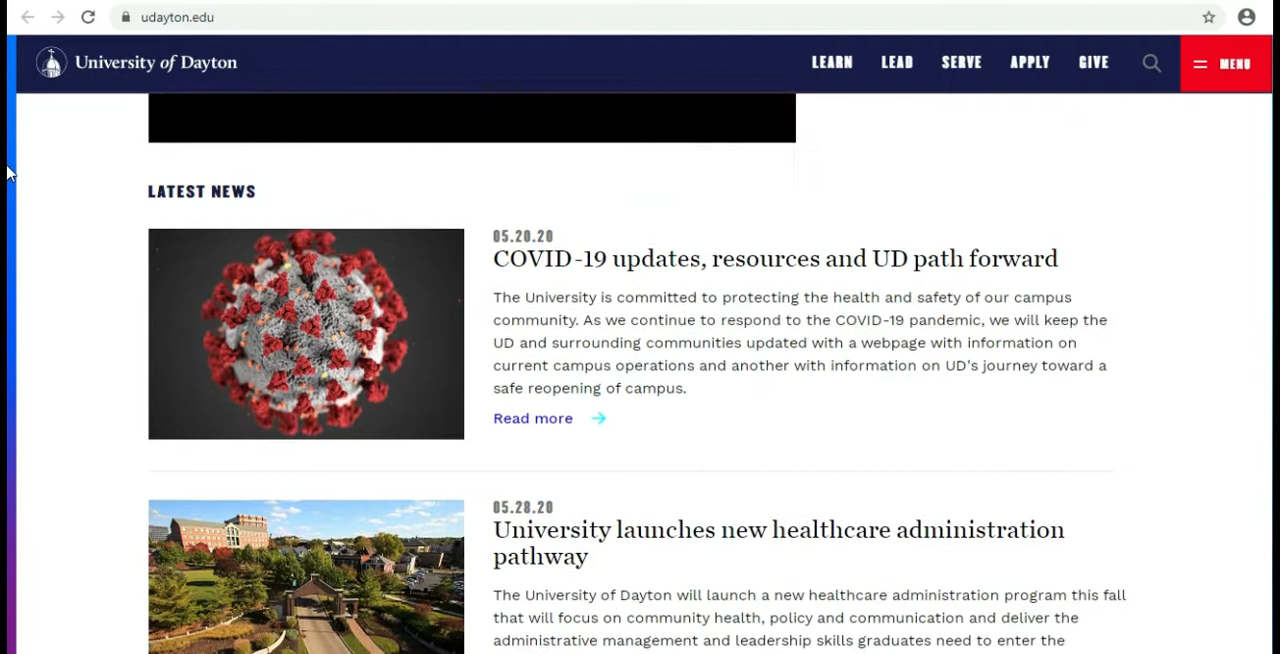 udayton.edu
University of Dayton
LEARN LEAD SERVE APPLY GIVE MENU
LATEST NEWS
05.20.20
COVID-19 updates, resources and UD path forward
The University is committed to protecting the health and safety of our campus
community. As we continue to respond to the COVID-19 pandemic, we will keep the
UD and surrounding communities updated with a webpage with information on
current campus operations and another with information on UD's journey toward a
safe reopening of campus.
Read more
05.28.20
University launches new healthcare administration
pathway
The University of Dayton will launch a new healthcare administration program this fall
that will focus on community health, policy and communication and deliver the
administrative management and leadership skills graduates need to enter the